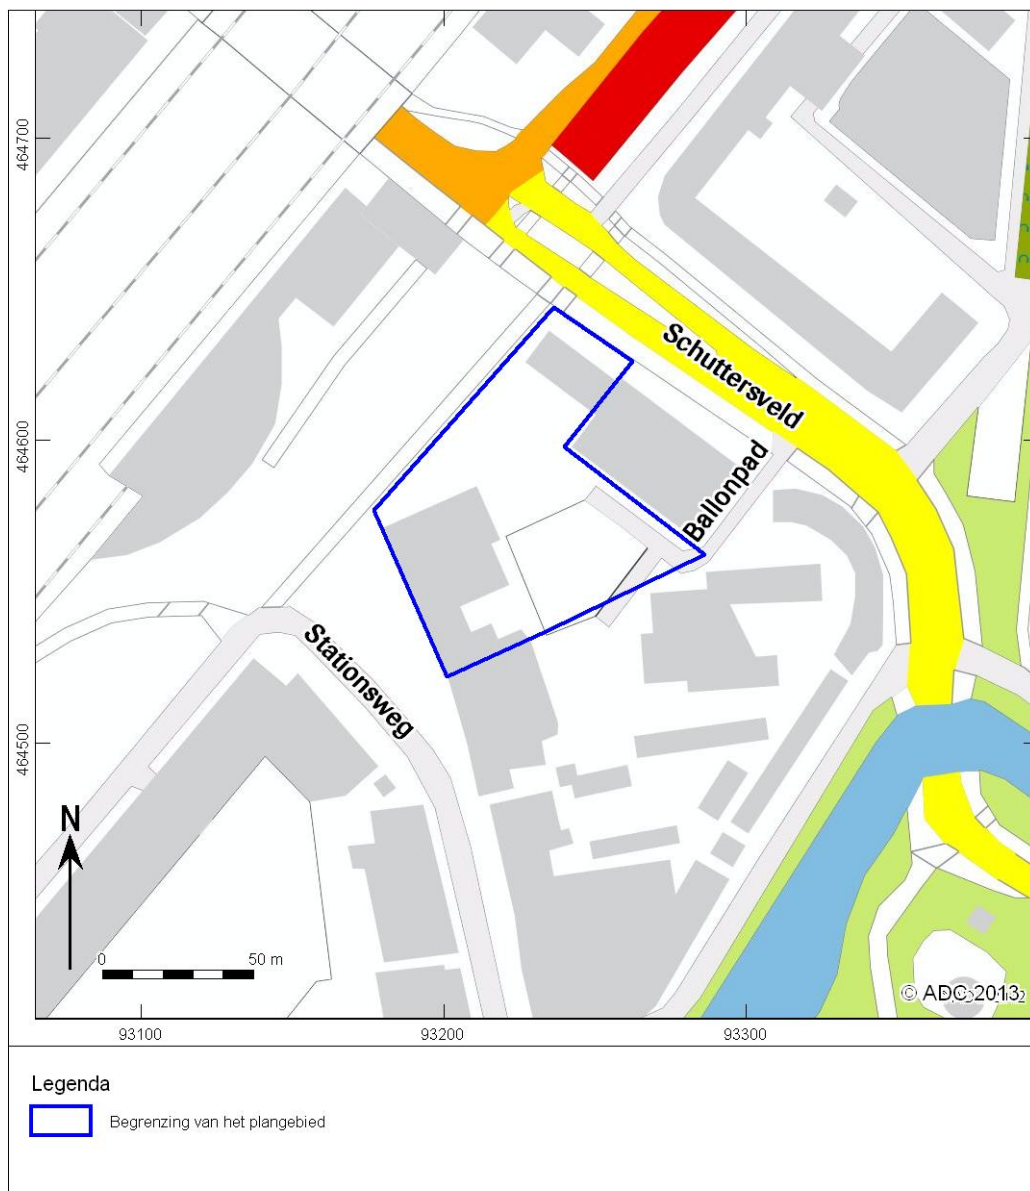 464700
464600
464500
Schuttersveld
Ballonpad
Stationsweg
N
0
50 m
© ADC 2013
93100
93200
93300
Legenda
Begrenzing van het plangebied